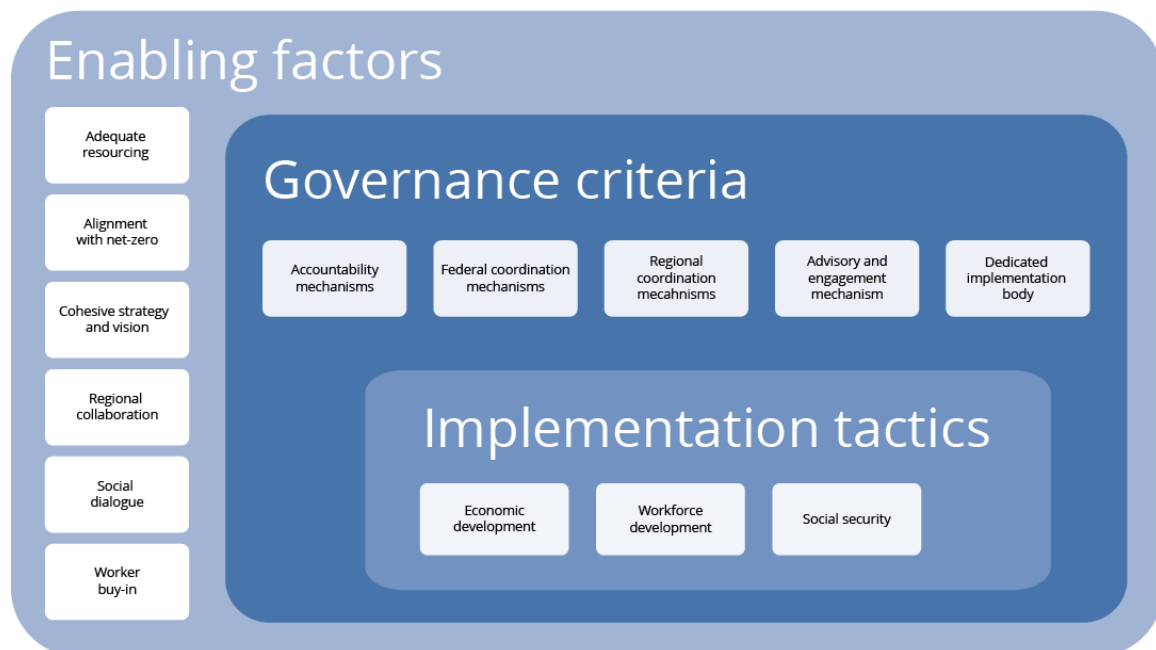 Enabling factors
Adequate
resourcing
Alignment
with net-zero
Cohesive strategy
and vision
Regional
collaboration
Social
dialogue
Worker
buy-in
Governance criteria
Accountability
mechanisms
Federal coordination
mechanisms
Regional
coordination
mecahnisms
Advisory and
engagement
mechanism
Dedicated
implementation
body
Implementation tactics
Economic
development
Workforce
development
Social security